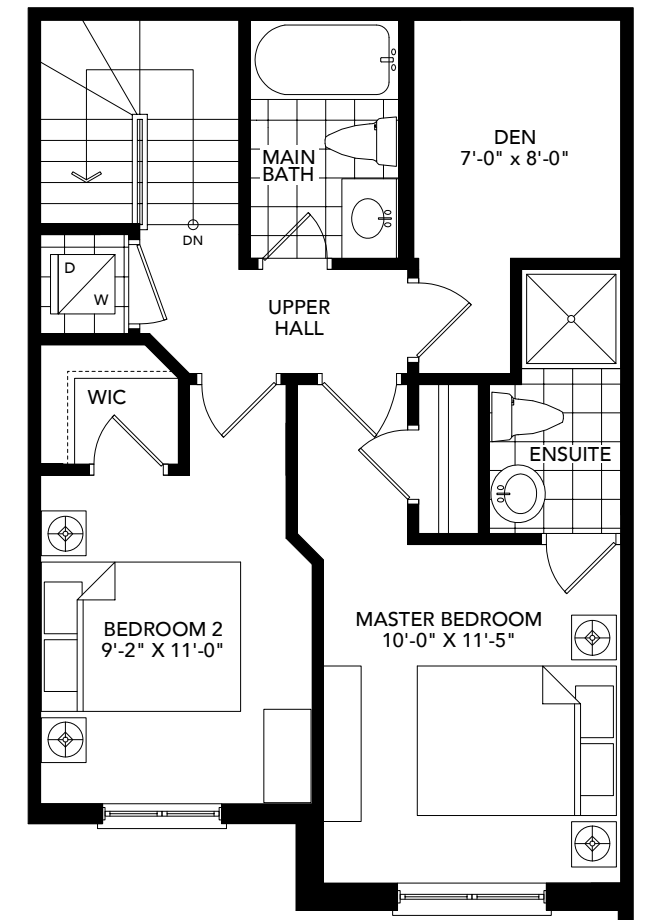 DEN
7'-0" x 8'-0"
MAIN
BATH
DN
D
W
UPPER
HALL
WIC
ENSUITE
MASTER BEDROOM
10'-0" X 11'-5"
BEDROOM 2
9'-2" X 11'-0"